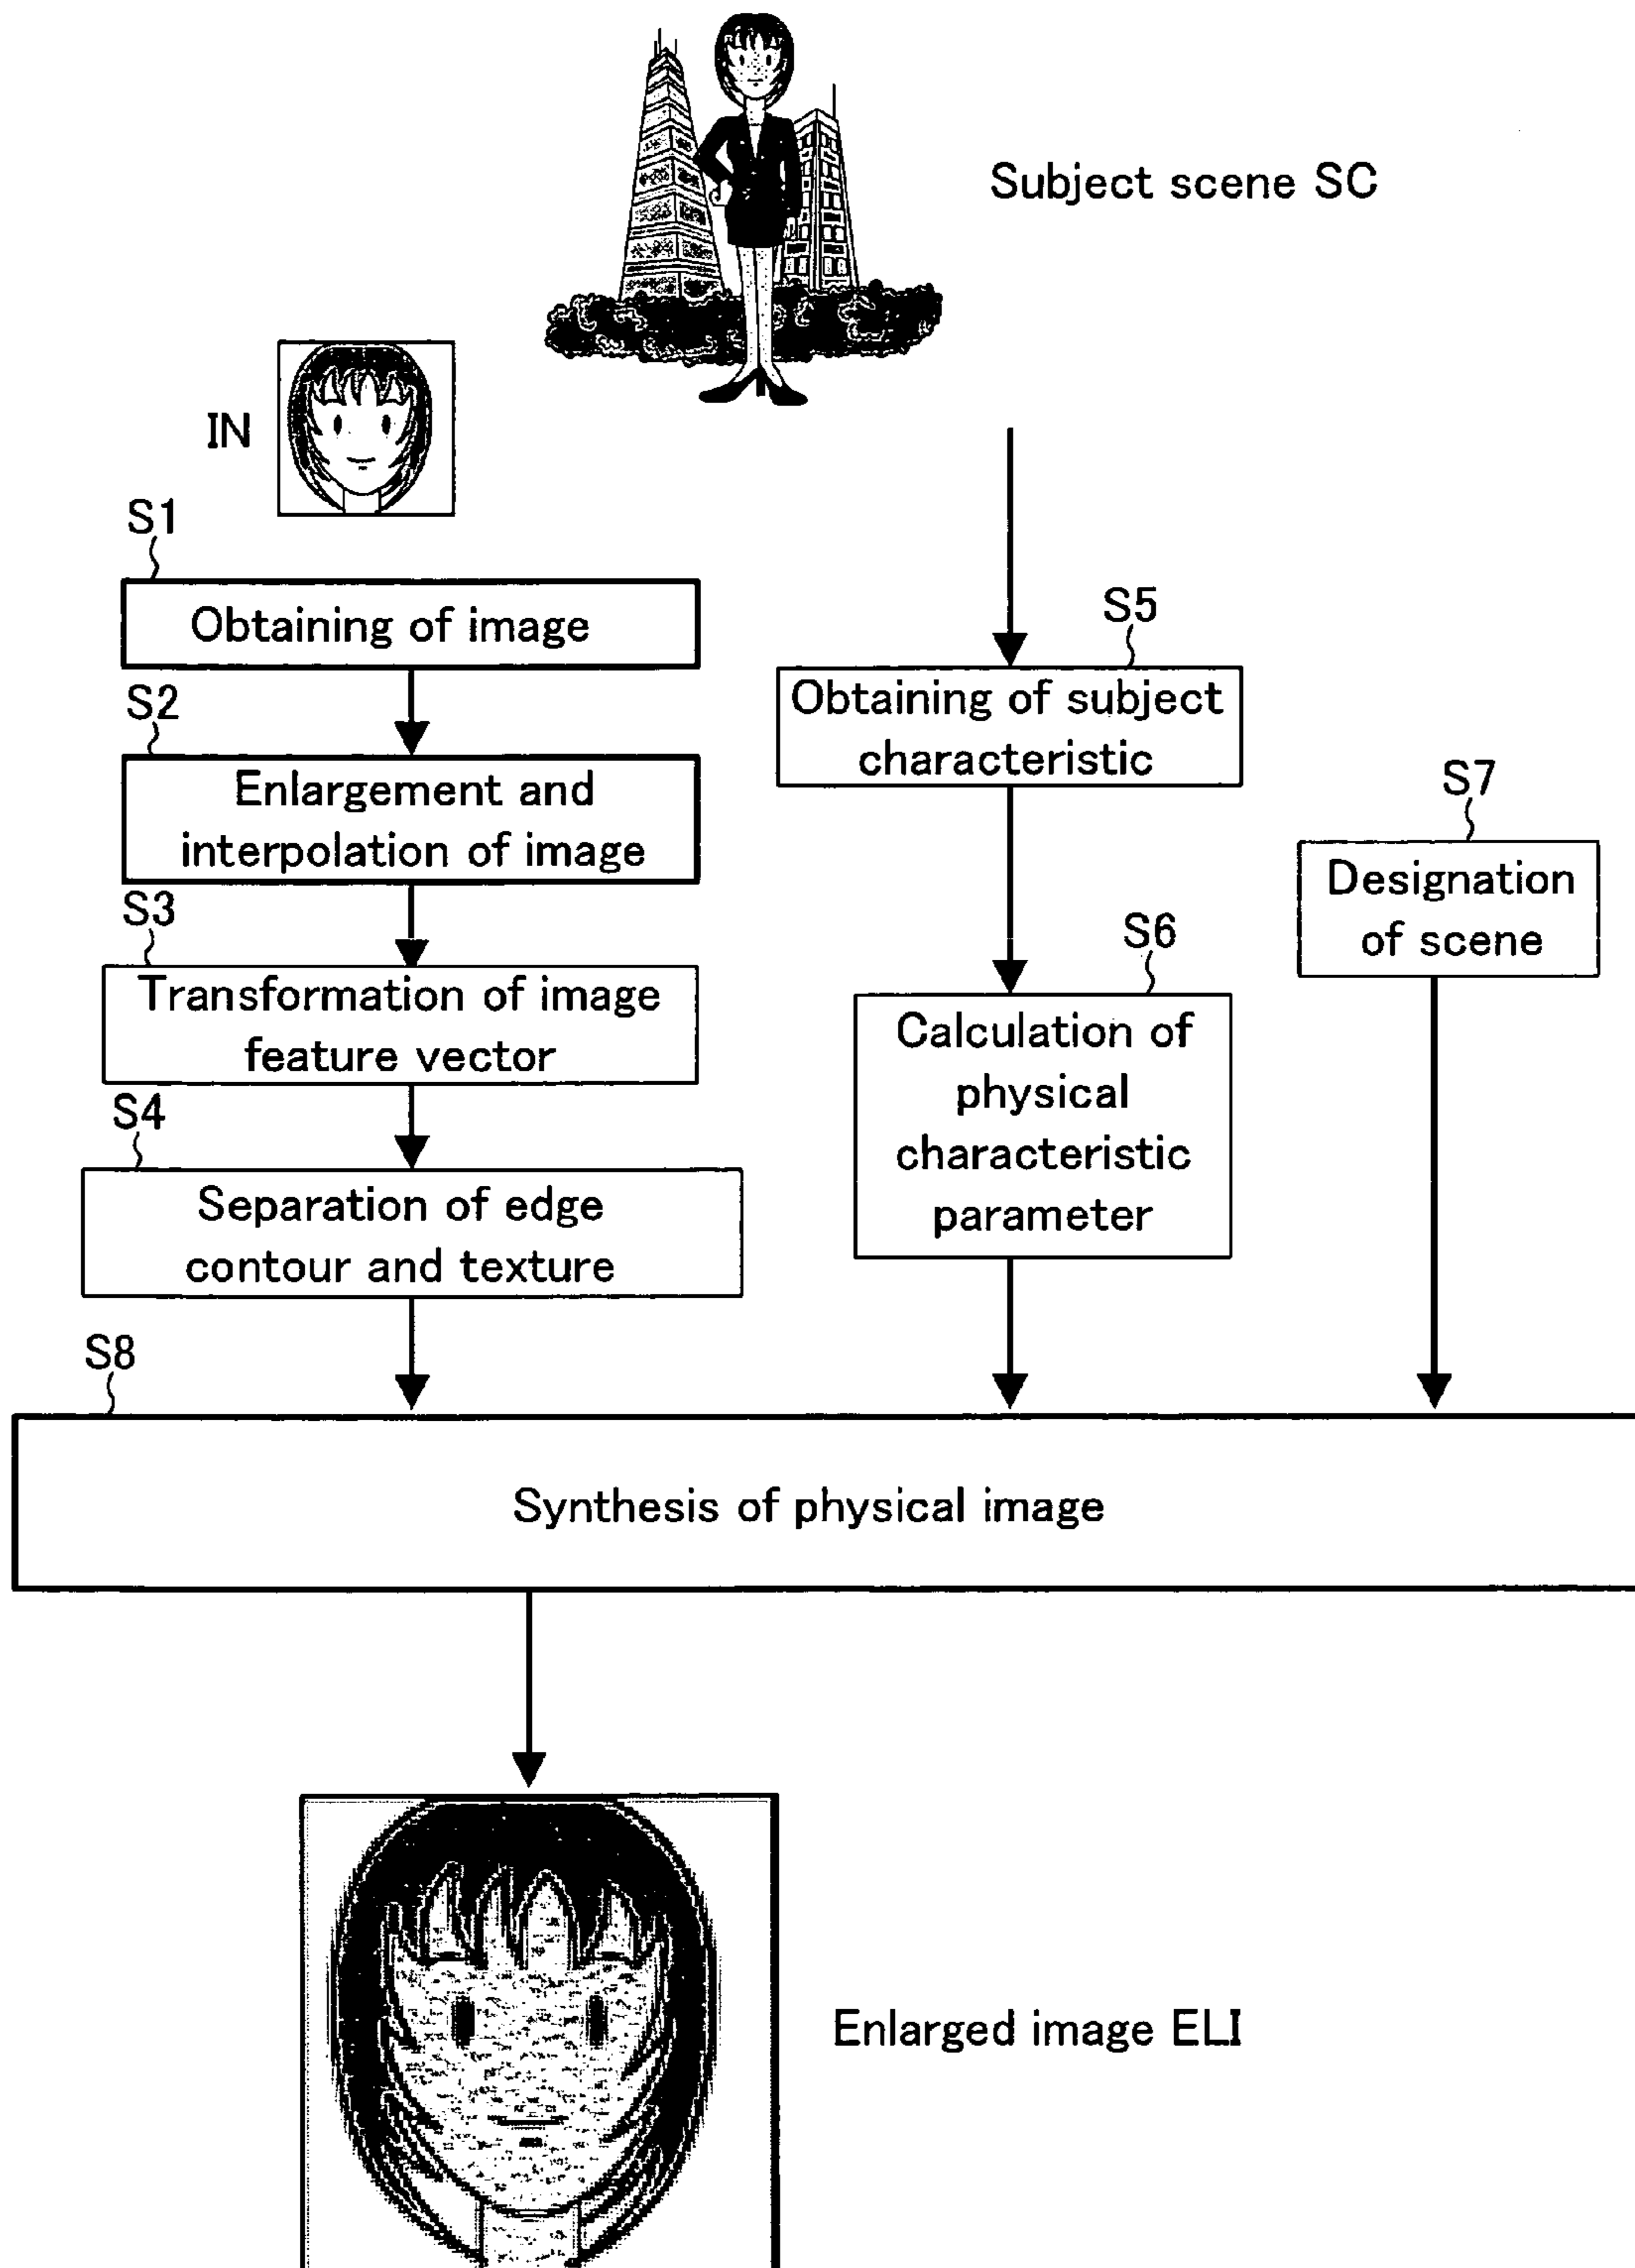 Subject scene SC
IN
S1
Obtaining of image
S2
Enlargement and
interpolation of image
S3
Transformation of image
feature vector
S4
Separation of edge
contour and texture
S5
Obtaining of subject
characteristic
S6
Calculation of
physical
characteristic
parameter
S7
Designation
of scene
S8
Synthesis of physical image
Enlarged image ELI